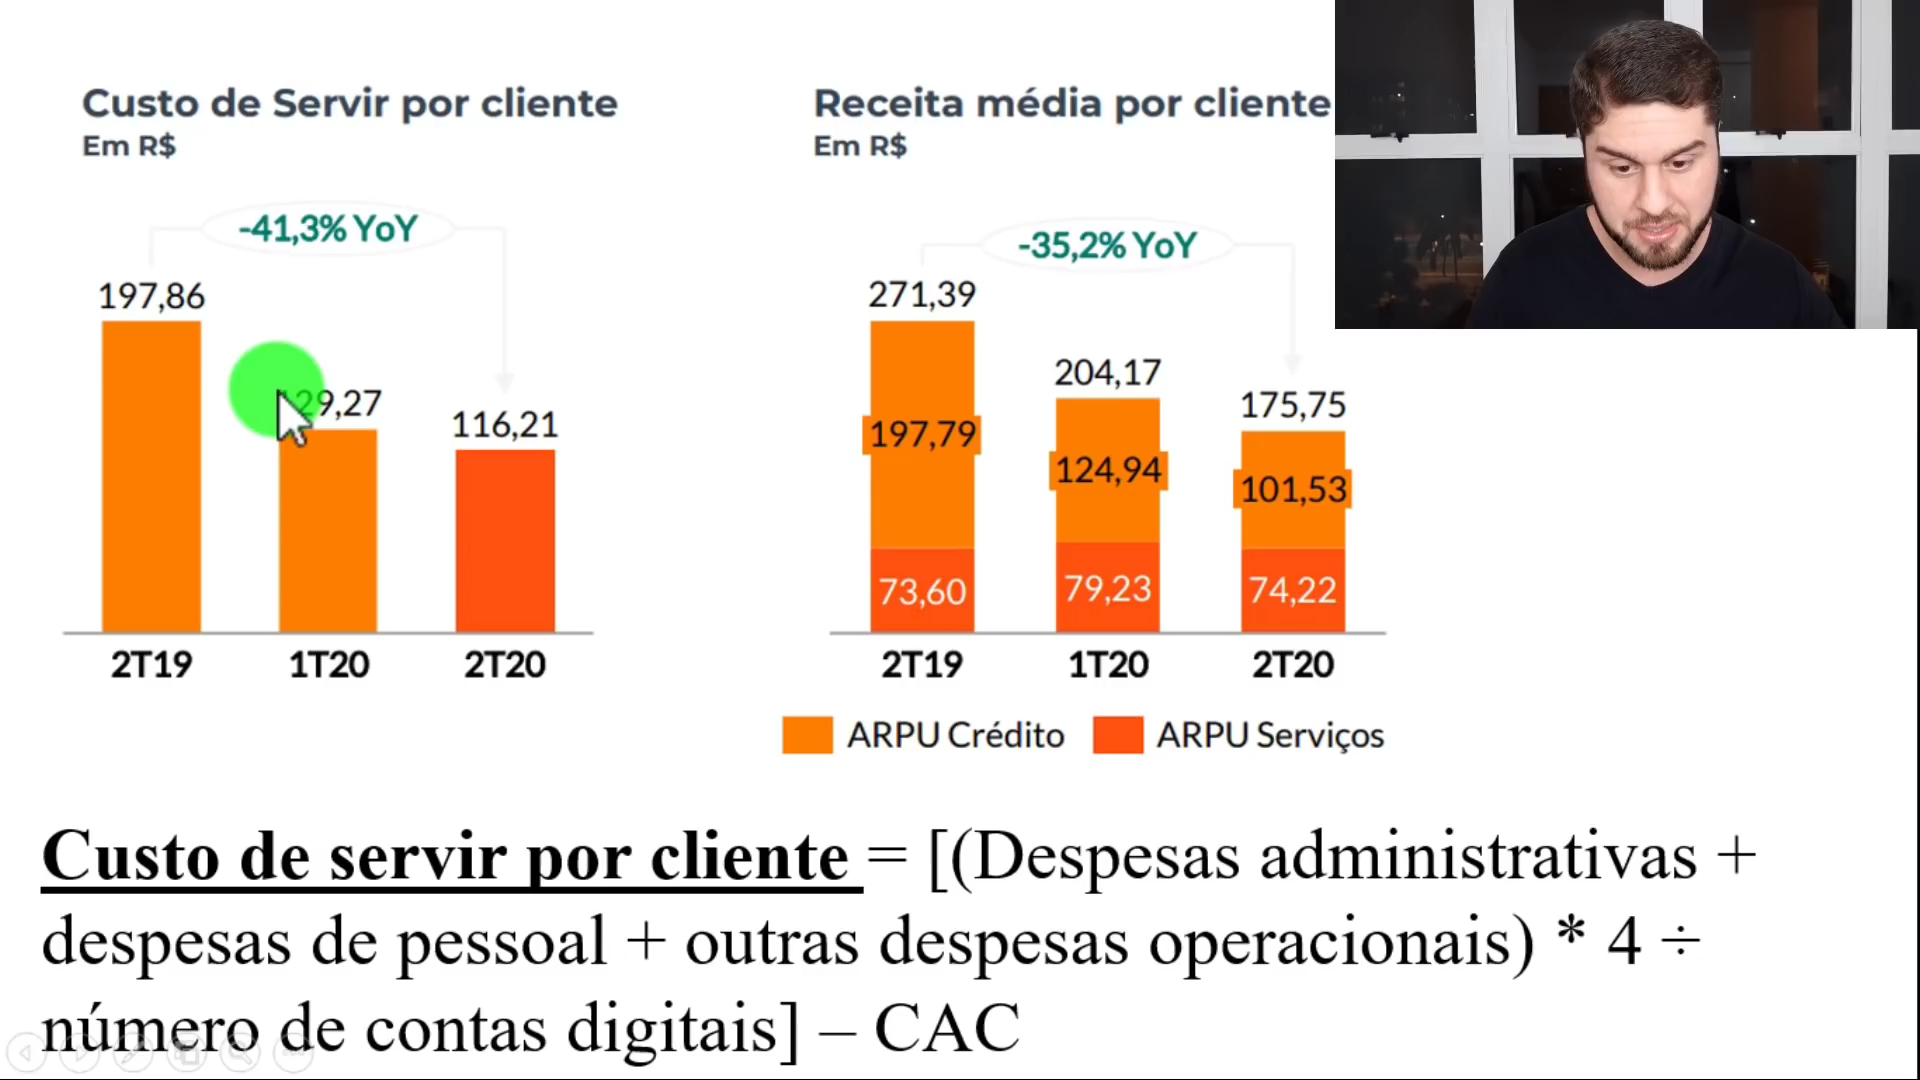 Custo de Servir por cliente
Em R$
-41,3% YoY
197,86
29,27
116,21
2T19 1T20 2T20
Receita média por cliente
Em R$
-35,2% YoY
271,39
204,17
175,75
197,79
124,94
101,53
73,60
79,23
74,22
2T19 1T20 2T20
ARPU Crédito ARPU Serviços
Custo de servir por cliente = [(Despesas administrativas +
despesas de pessoal + outras despesas operacionais) * 4 ÷
número de contas digitais] – CAC